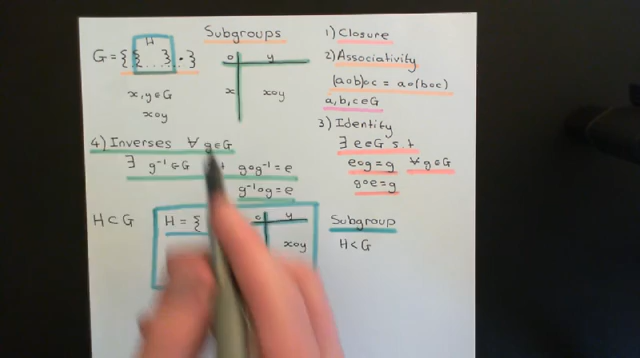 Subgroups
H
G = { { } . }
o y
x xoy
x, y ∈ G
xoy
1) Closure
2) Associativity
(aob)oc = ao(boc)
a, b, c ∈ G
3) Identity
∃ e ∈ G s.t
eog = g ∀ g ∈ G
goe = g
4) Inverses ∀ g ∈ G
∃ g⁻¹ ∈ G t gog⁻¹ = e
g⁻¹og = e
H ⊂ G
H = {
o y
xoy
Subgroup
H < G